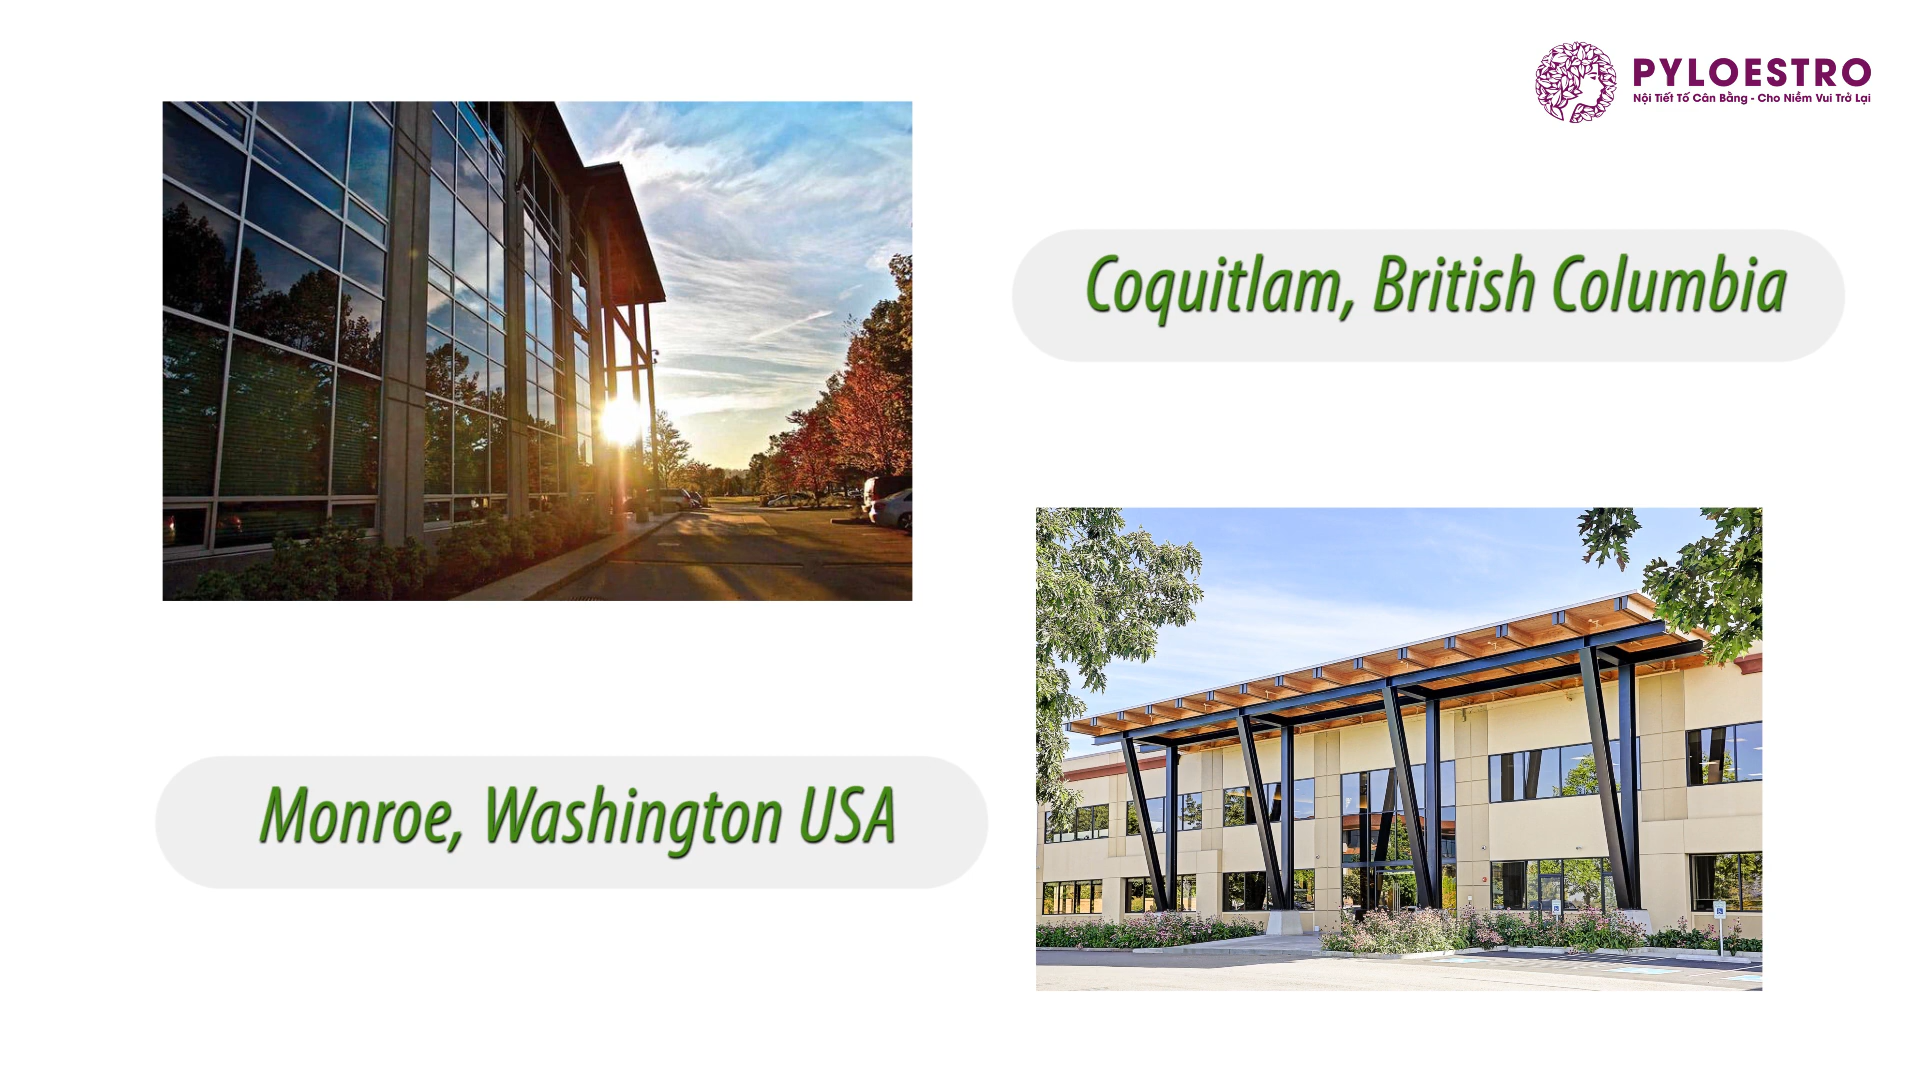 PYLOESTRO
Nội Tiết Tố Cân Bằng - Cho Niềm Vui Trở Lại
Coquitlam, British Columbia
Monroe, Washington USA